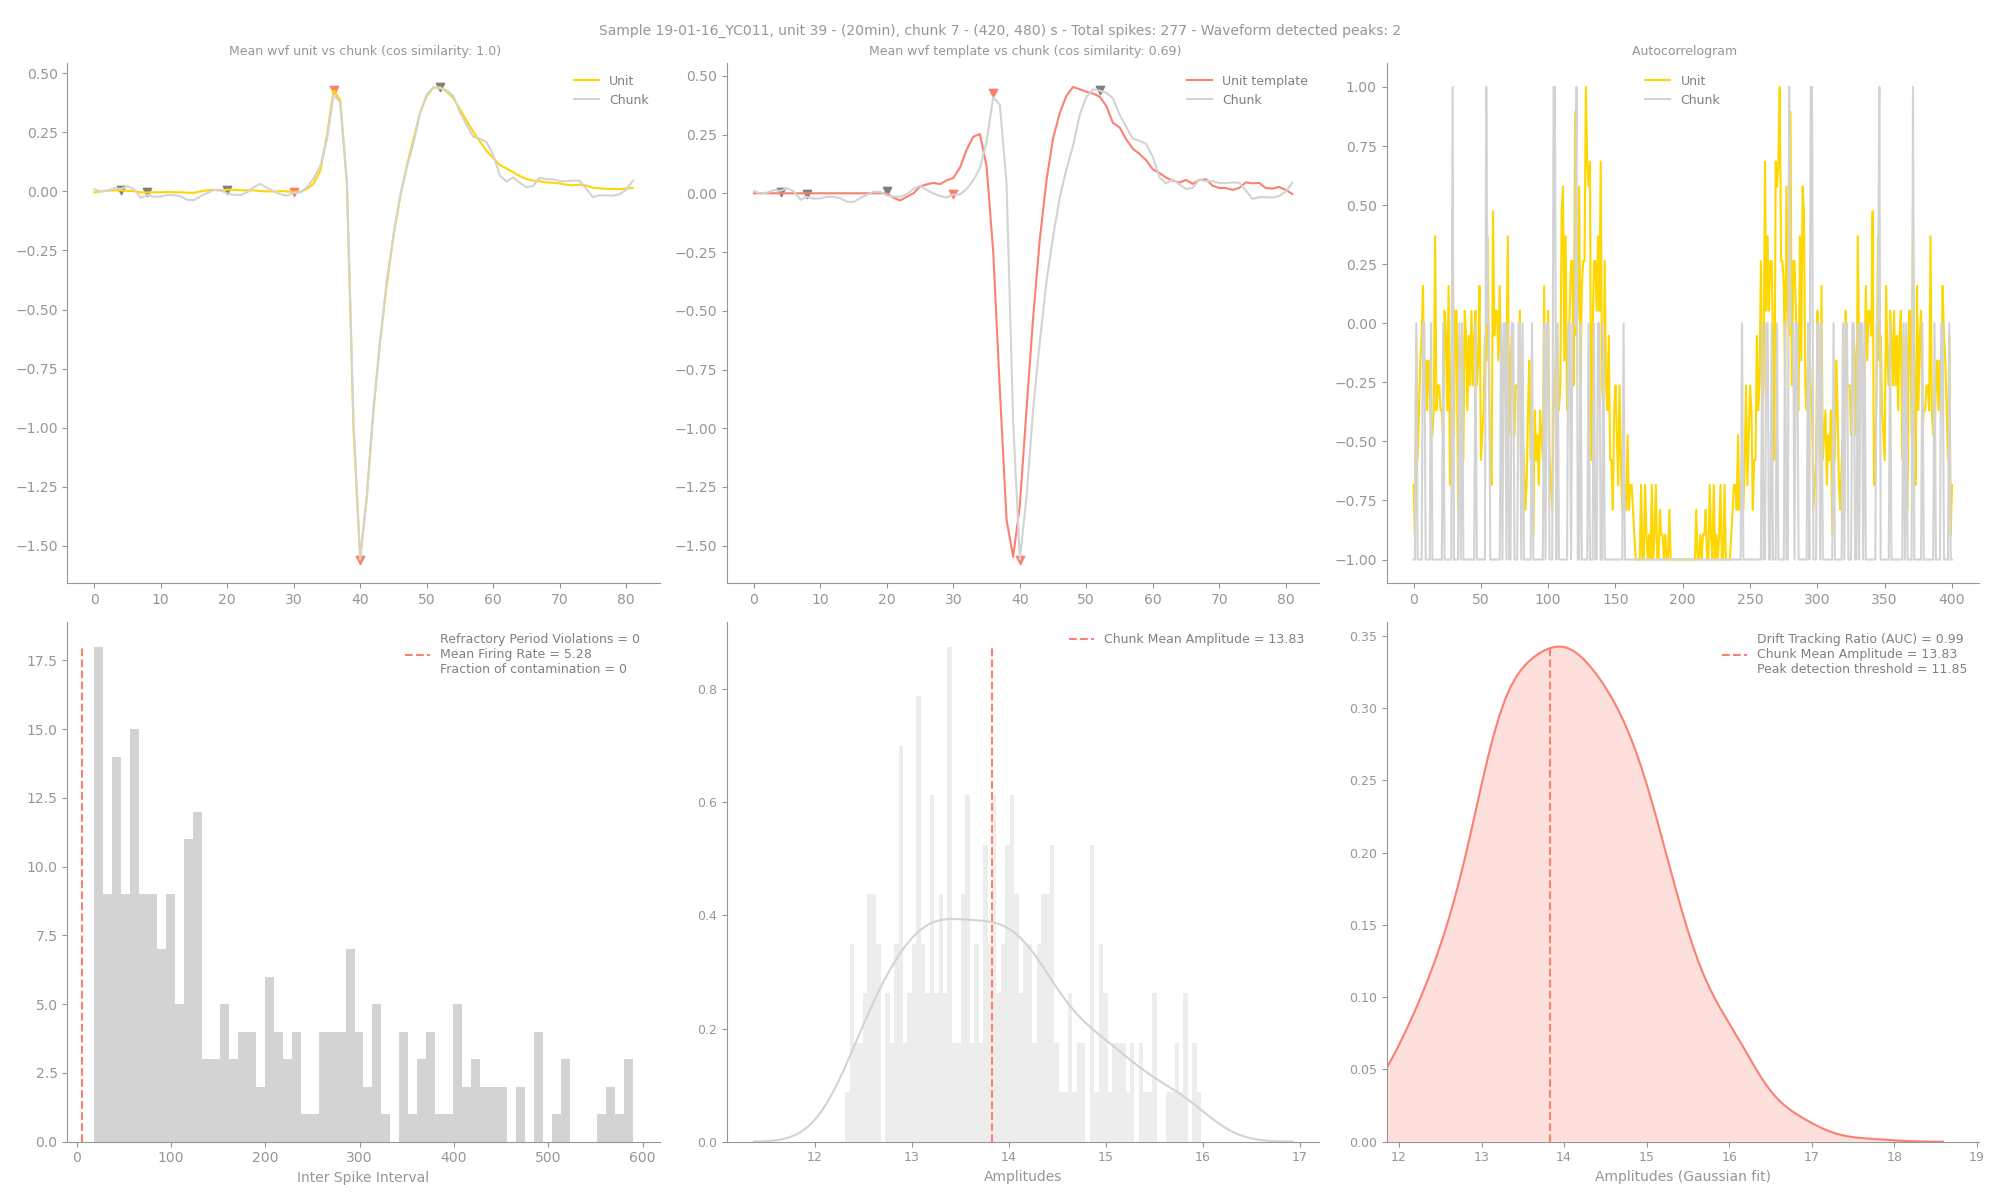 Sample 19-01-16_YC011, unit 39 - (20min), chunk 7 - (420, 480) s - Total spikes: 277 - Waveform detected peaks: 2
Mean wvf unit vs chunk (cos similarity: 1.0)
0.50
0.25
0.00
−0.25
−0.50
−0.75
−1.00
−1.25
−1.50
0 10 20 30 40 50 60 70 80
Unit
Chunk
Mean wvf template vs chunk (cos similarity: 0.69)
0.50
0.25
0.00
−0.25
−0.50
−0.75
−1.00
−1.25
−1.50
0 10 20 30 40 50 60 70 80
Unit template
Chunk
Autocorrelogram
1.00
0.75
0.50
0.25
0.00
−0.25
−0.50
−0.75
−1.00
0 50 100 150 200 250 300 350 400
Unit
Chunk
17.5
15.0
12.5
10.0
7.5
5.0
2.5
0.0
0 100 200 300 400 500 600
Inter Spike Interval
Refractory Period Violations = 0
Mean Firing Rate = 5.28
Fraction of contamination = 0
0.8
0.6
0.4
0.2
0.0
12 13 14 15 16 17
Amplitudes
Chunk Mean Amplitude = 13.83
0.35
0.30
0.25
0.20
0.15
0.10
0.05
0.00
12 13 14 15 16 17 18 19
Amplitudes (Gaussian fit)
Drift Tracking Ratio (AUC) = 0.99
Chunk Mean Amplitude = 13.83
Peak detection threshold = 11.85